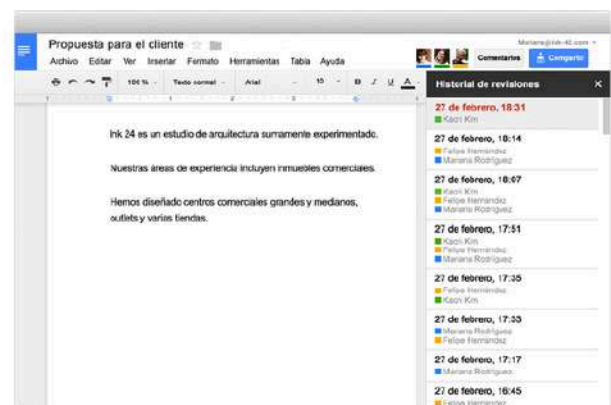 Propuesta para el cliente
Archivo Editar Ver Insertar Formato Herramientas Tabla Ayuda
Comentarios
Compartir
100 % Texto normal Arial B I U A
Historial de revisiones
Ink 24 es un estudio de arquitectura sumamente experimentado.
Nuestras áreas de experiencia incluyen inmuebles comerciales.
Hemos diseñado centros comerciales grandes y medianos,
outlets y varias tiendas.
27 de febrero, 18:31
Kaori Kim
27 de febrero, 18:14
Felipe Hernández
Mariana Rodríguez
27 de febrero, 18:07
Kaori Kim
Felipe Hernández
Mariana Rodríguez
27 de febrero, 17:51
Kaori Kim
Felipe Hernández
Mariana Rodríguez
27 de febrero, 17:35
Felipe Hernández
Kaori Kim
27 de febrero, 17:33
Mariana Rodríguez
Felipe Hernández
27 de febrero, 17:17
Mariana Rodríguez
27 de febrero, 16:45
Felipe Hernández